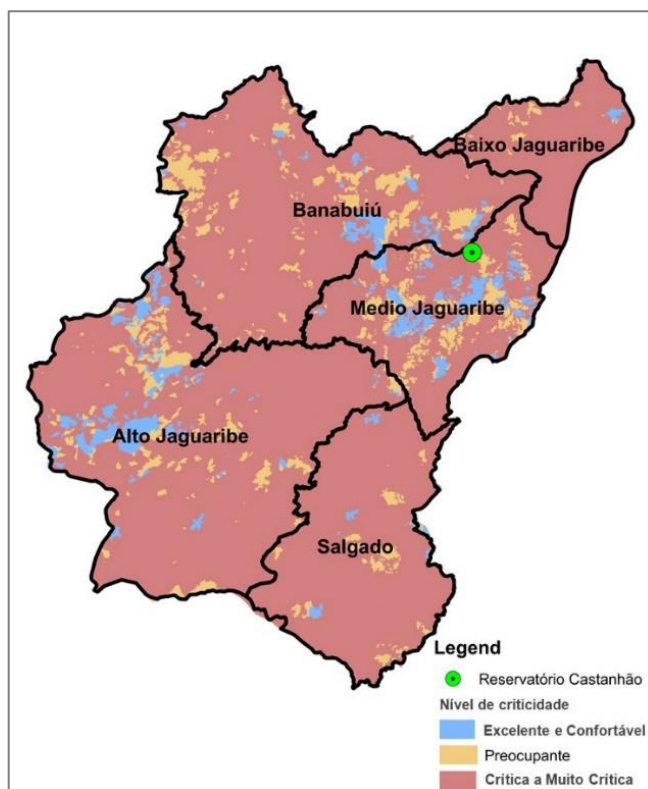 Baixo Jaguaribe
Banabuiú
Medio Jaguaribe
Alto Jaguaribe
Salgado
Legend
Reservatório Castanhão
Nível de criticidade
Excelente e Confortável
Preocupante
Crítica a Muito Crítica